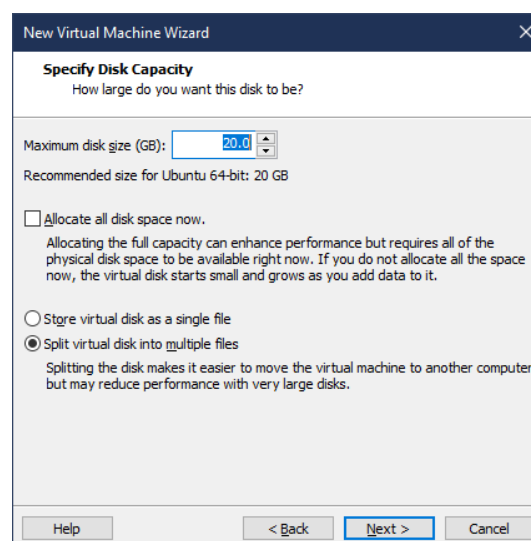 New Virtual Machine Wizard
Specify Disk Capacity
How large do you want this disk to be?
Maximum disk size (GB): 20.0
Recommended size for Ubuntu 64-bit: 20 GB
Allocate all disk space now.
Allocating the full capacity can enhance performance but requires all of the
physical disk space to be available right now. If you do not allocate all the space
now, the virtual disk starts small and grows as you add data to it.
Store virtual disk as a single file
Split virtual disk into multiple files
Splitting the disk makes it easier to move the virtual machine to another computer
but may reduce performance with very large disks.
Help < Back Next > Cancel